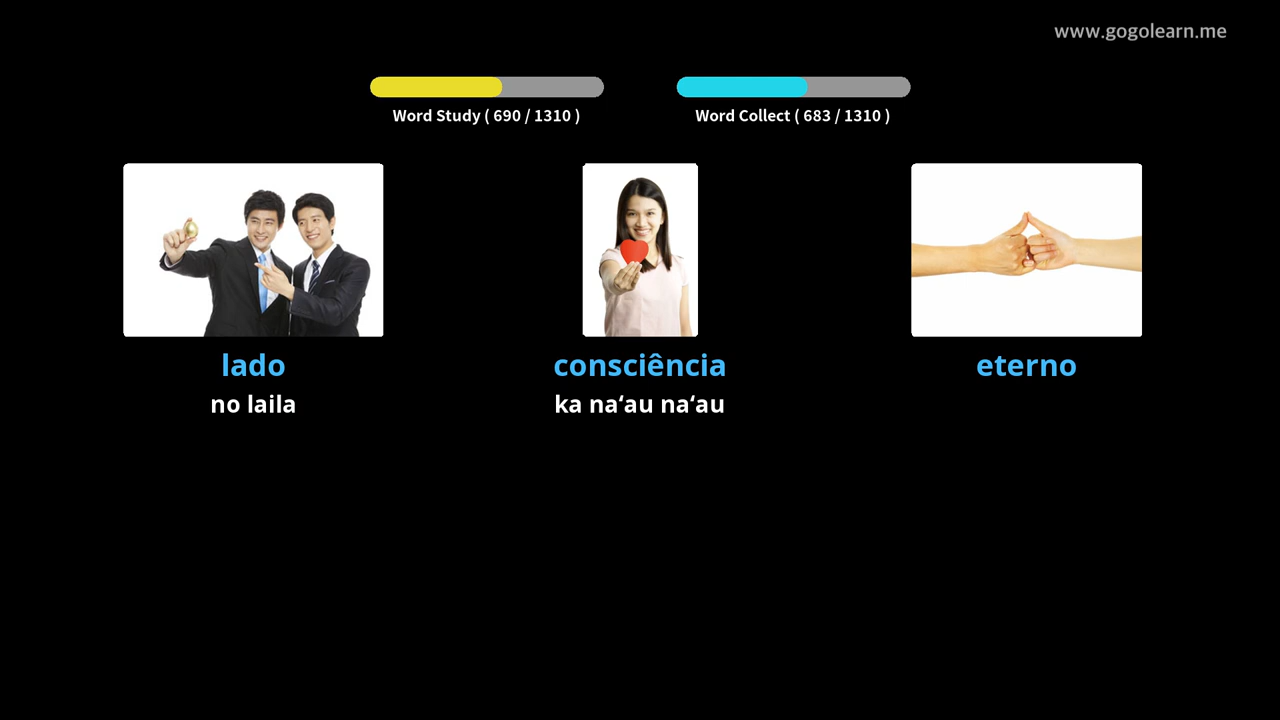 www.gogolearn.me
Word Study ( 690 / 1310 )
Word Collect ( 683 / 1310 )
lado
consciência
eterno
no laila
ka naʻau naʻau